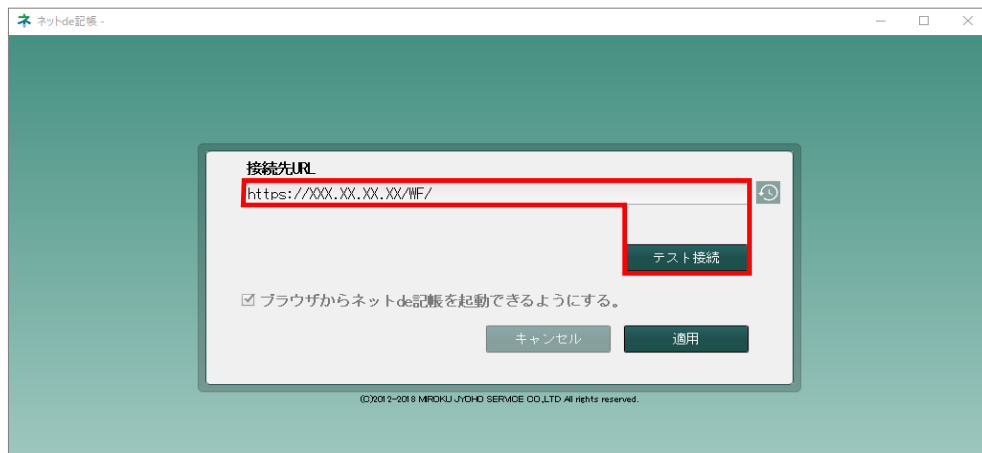 ネットde記帳 -
接続先URL
https://XXX.XX.XX.XX/WF/
テスト接続
ブラウザからネットde記帳を起動できるようにする。
キャンセル
適用
(C)2012-2018 MIROKU JYOHO SERVICE CO.,LTD All rights reserved.